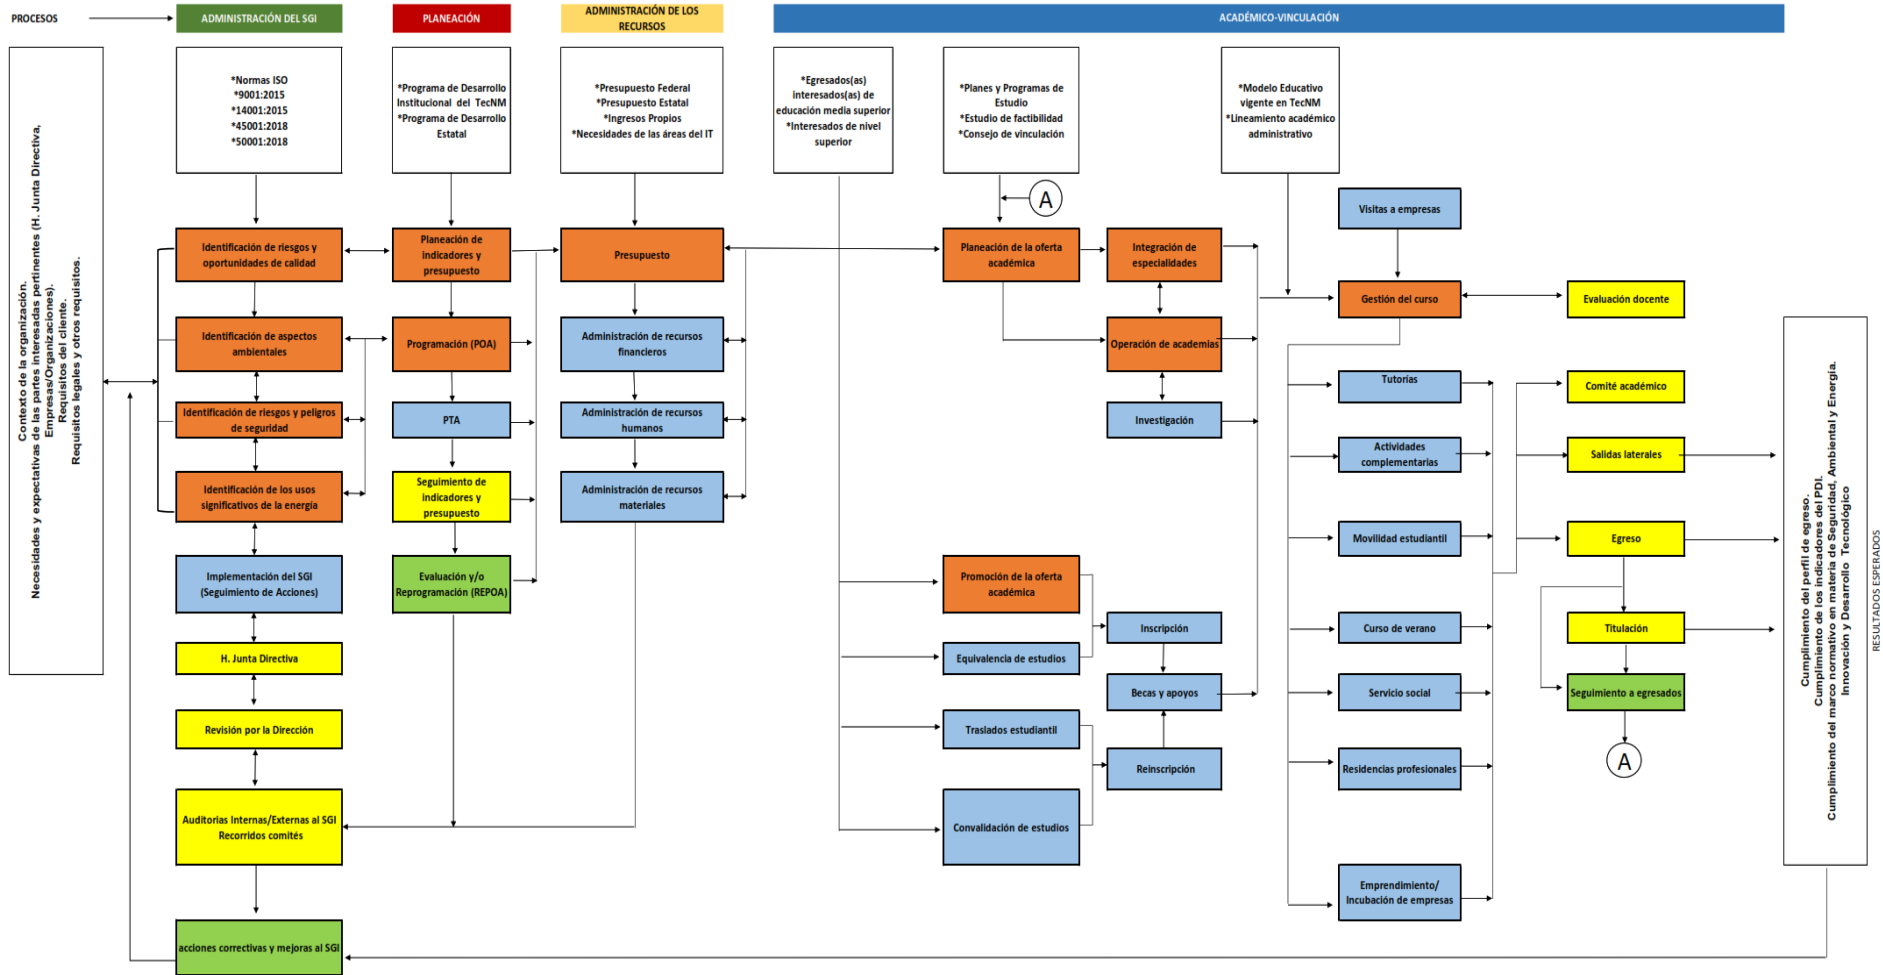 PROCESOS
ADMINISTRACIÓN DEL SGI
PLANEACIÓN
ADMINISTRACIÓN DE LOS
RECURSOS
ACADÉMICO-VINCULACIÓN
Contexto de la organización.
Necesidades y expectativas de las partes interesadas pertinentes (H. Junta Directiva,
Empresas/Organizaciones).
Requisitos del cliente.
Requisitos legales y otros requisitos.
*Normas ISO
*9001:2015
*14001:2015
*45001:2018
*50001:2018
Identificación de riesgos y
oportunidades de calidad
Identificación de aspectos
ambientales
Identificación de riesgos y peligros
de seguridad
Identificación de los usos
significativos de la energía
Implementación del SGI
(Seguimiento de Acciones)
H. Junta Directiva
Revisión por la Dirección
Auditorias Internas/Externas al SGI
Recorridos comités
acciones correctivas y mejoras al SGI
*Programa de Desarrollo
Institucional del TecNM
*Programa de Desarrollo
Estatal
Planeación de
indicadores y
presupuesto
Programación (POA)
PTA
Seguimiento de
indicadores y
presupuesto
Evaluación y/o
Reprogramación (REPOA)
*Presupuesto Federal
*Presupuesto Estatal
*Ingresos Propios
*Necesidades de las áreas del IT
Presupuesto
Administración de recursos
financieros
Administración de recursos
humanos
Administración de recursos
materiales
*Egresados(as)
interesados(as) de
educación media superior
*Interesados de nivel
superior
*Planes y Programas de
Estudio
*Estudio de factibilidad
*Consejo de vinculación
A
Planeación de la oferta
académica
Integración de
especialidades
Operación de academias
Investigación
Promoción de la oferta
académica
Equivalencia de estudios
Traslados estudiantil
Convalidación de estudios
Inscripción
Becas y apoyos
Reinscripción
*Modelo Educativo
vigente en TecNM
*Lineamiento académico
administrativo
Visitas a empresas
Gestión del curso
Tutorías
Actividades
complementarias
Movilidad estudiantil
Curso de verano
Servicio social
Residencias profesionales
Emprendimiento/
Incubación de empresas
Evaluación docente
Comité académico
Salidas laterales
Egreso
Titulación
Seguimiento a egresados
A
Cumplimiento del perfil de egreso.
Cumplimiento de los indicadores del PDI.
Cumplimiento del marco normativo en materia de Seguridad, Ambiental y Energía.
Innovación y Desarrollo Tecnológico
RESULTADOS ESPERADOS